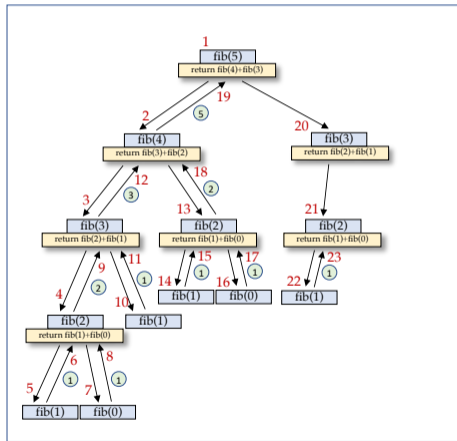 1
fib(5)
return fib(4)+fib(3)
2
19
5
20
fib(4)
return fib(3)+fib(2)
fib(3)
return fib(2)+fib(1)
3
12
3
13
18
2
21
fib(3)
return fib(2)+fib(1)
fib(2)
return fib(1)+fib(0)
fib(2)
return fib(1)+fib(0)
4
9
2
10
11
1
14
15
1
16
17
1
22
23
1
fib(1)
fib(1)
fib(0)
fib(1)
fib(2)
return fib(1)+fib(0)
5
6
1
7
8
1
fib(1)
fib(0)